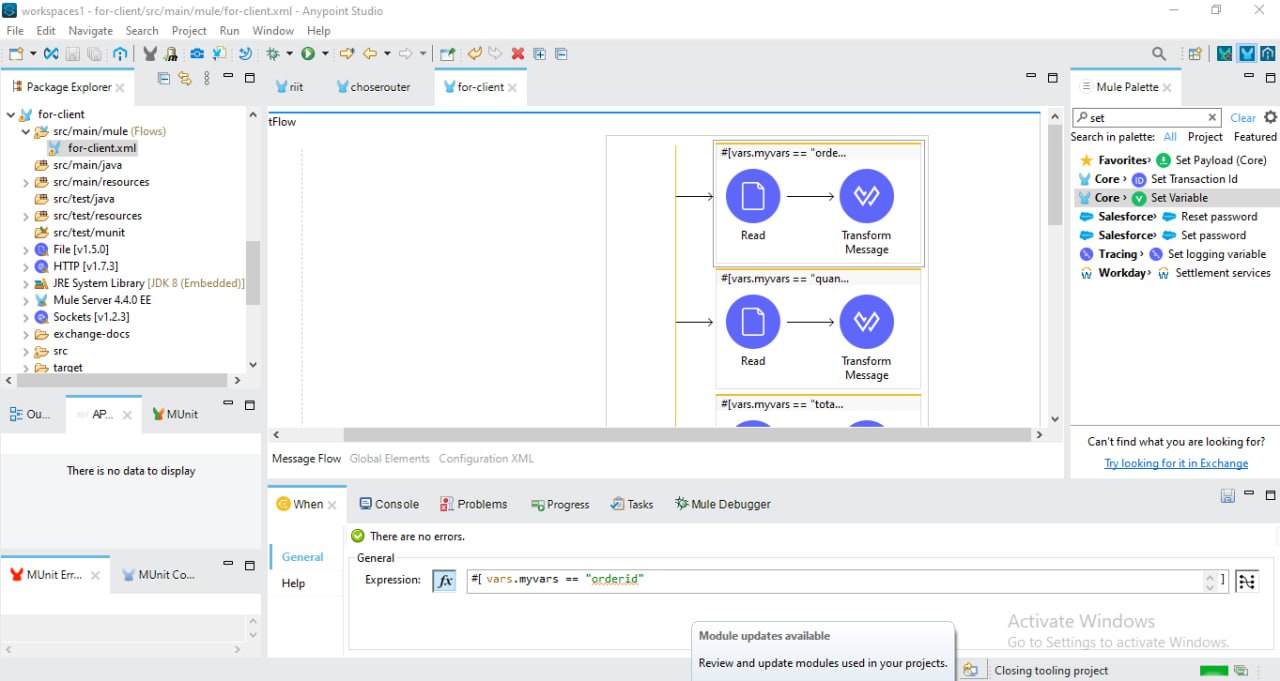 workspaces1 - for-client/src/main/mule/for-client.xml - Anypoint Studio
File Edit Navigate Search Project Run Window Help
Package Explorer
riit
choserouter
for-client
Mule Palette
for-client
src/main/mule (Flows)
for-client.xml
src/main/java
src/main/resources
src/test/java
src/test/resources
src/test/munit
File [v1.5.0]
HTTP [v1.7.3]
JRE System Library [JDK 8 (Embedded)]
Mule Server 4.4.0 EE
Sockets [v1.2.3]
exchange-docs
src
target
tFlow
#[vars.myvars == "orde...
Read
Transform
Message
#[vars.myvars == "quan...
Read
Transform
Message
#[vars.myvars == "tota...
Message Flow Global Elements Configuration XML
set
Clear
Search in palette: All Project Featured
Favorites› Set Payload (Core)
Core › ID Set Transaction Id
Core › V Set Variable
Salesforce› Reset password
Salesforce› Set password
Tracing › Set logging variable
Workday› Settlement services
Can't find what you are looking for?
Try looking for it in Exchange
Ou...
AP...
MUnit
There is no data to display
MUnit Err...
MUnit Co...
When
Console
Problems
Progress
Tasks
Mule Debugger
There are no errors.
General
Help
General
Expression: fx #[ vars.myvars == "orderid" ]
Activate Windows
Go to Settings to activate Windows.
Module updates available
Review and update modules used in your projects.
Closing tooling project